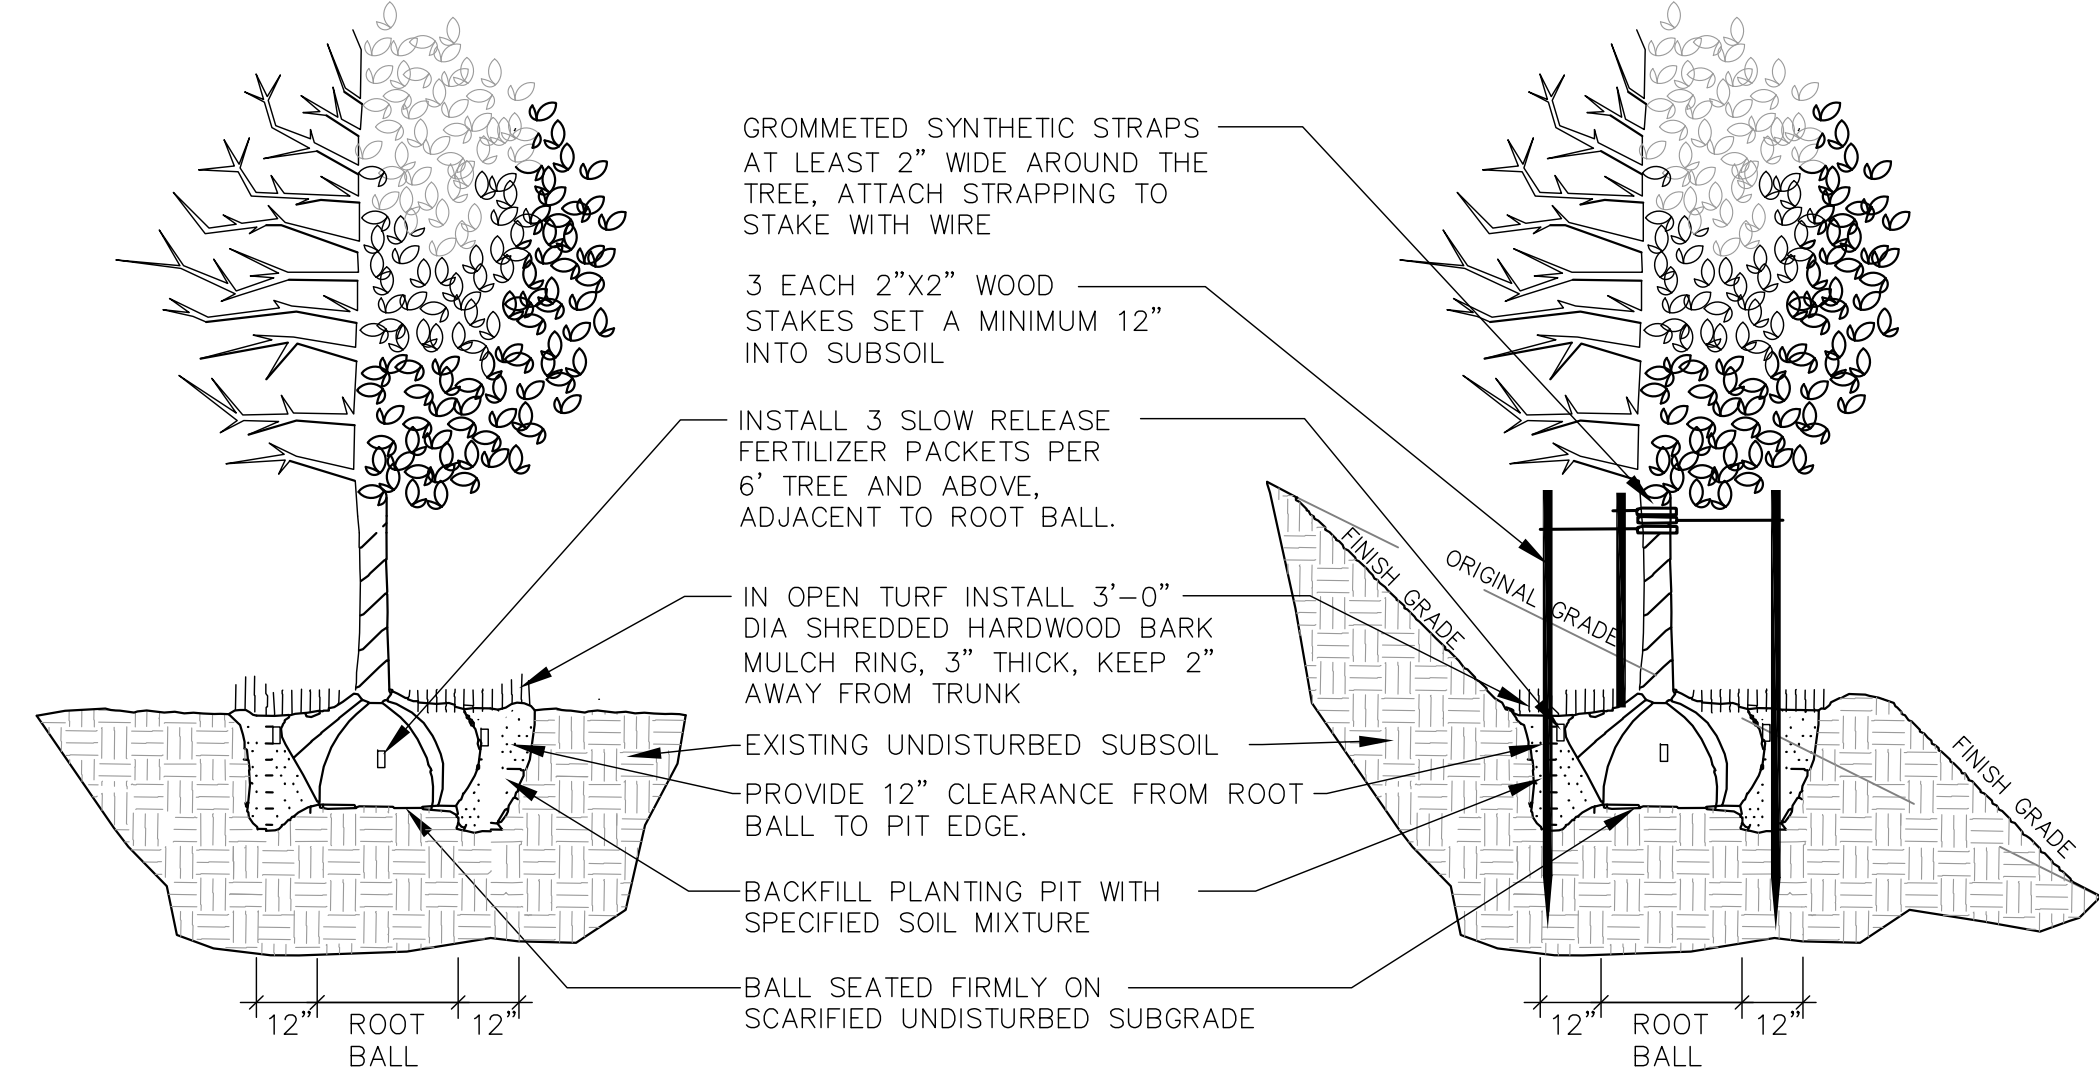 GROMMETED SYNTHETIC STRAPS
AT LEAST 2” WIDE AROUND THE
TREE, ATTACH STRAPPING TO
STAKE WITH WIRE
3 EACH 2”X2” WOOD
STAKES SET A MINIMUM 12”
INTO SUBSOIL
INSTALL 3 SLOW RELEASE
FERTILIZER PACKETS PER
6’ TREE AND ABOVE,
ADJACENT TO ROOT BALL.
IN OPEN TURF INSTALL 3’–0”
DIA SHREDDED HARDWOOD BARK
MULCH RING, 3” THICK, KEEP 2”
AWAY FROM TRUNK
EXISTING UNDISTURBED SUBSOIL
PROVIDE 12” CLEARANCE FROM ROOT
BALL TO PIT EDGE.
BACKFILL PLANTING PIT WITH
SPECIFIED SOIL MIXTURE
BALL SEATED FIRMLY ON
SCARIFIED UNDISTURBED SUBGRADE
12”
ROOT
BALL
12”
FINISH GRADE
ORIGINAL GRADE
FINISH GRADE
12”
ROOT
BALL
12”